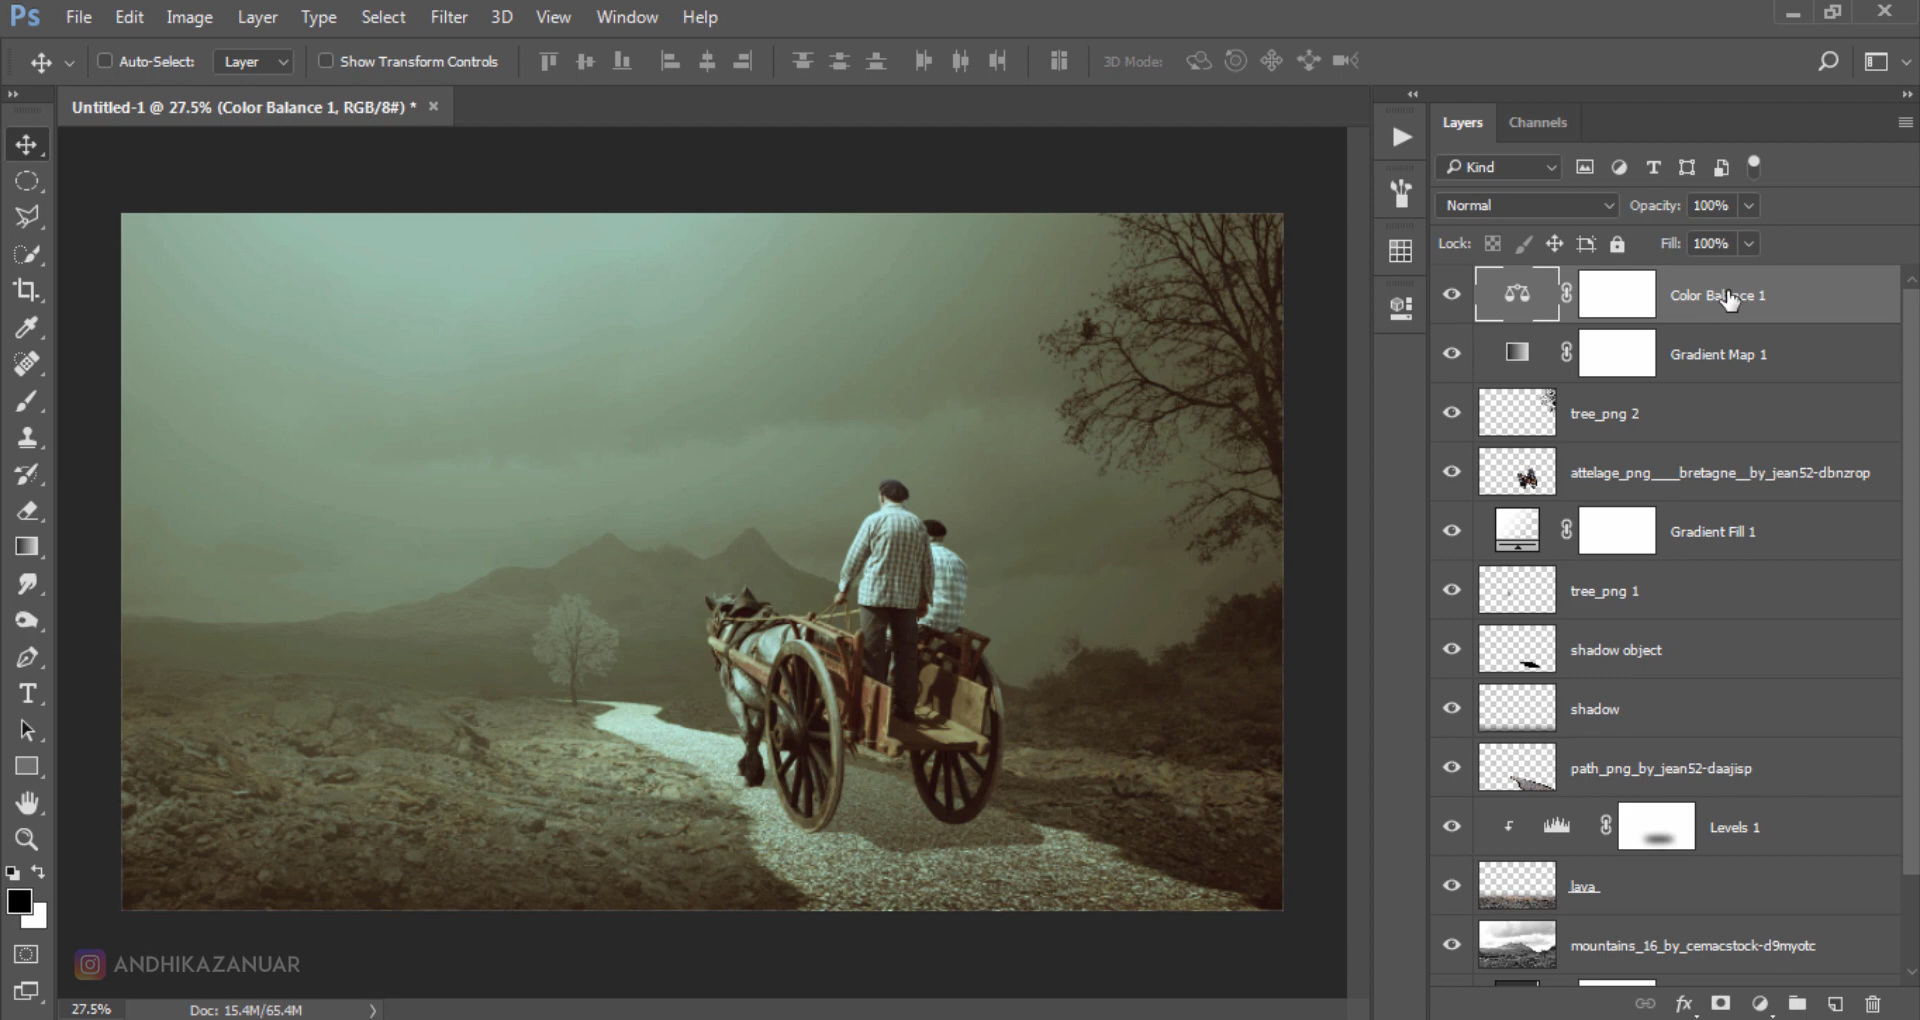 Ps File Edit Image Layer Type Select Filter 3D View Window Help
Auto-Select: Layer Show Transform Controls 3D Mode:
Untitled-1 @ 27.5% (Color Balance 1, RGB/8#) *
Layers Channels
Kind
Normal Opacity: 100%
Lock: Fill: 100%
Color Balance 1
Gradient Map 1
tree_png 2
attelage_png____bretagne__by_jean52-dbnzrop
Gradient Fill 1
tree_png 1
shadow object
shadow
path_png_by_jean52-daajisp
Levels 1
lava
mountains_16_by_cemacstock-d9myotc
ANDHIKAZANUAR
27.5% Doc: 15.4M/65.4M
fx